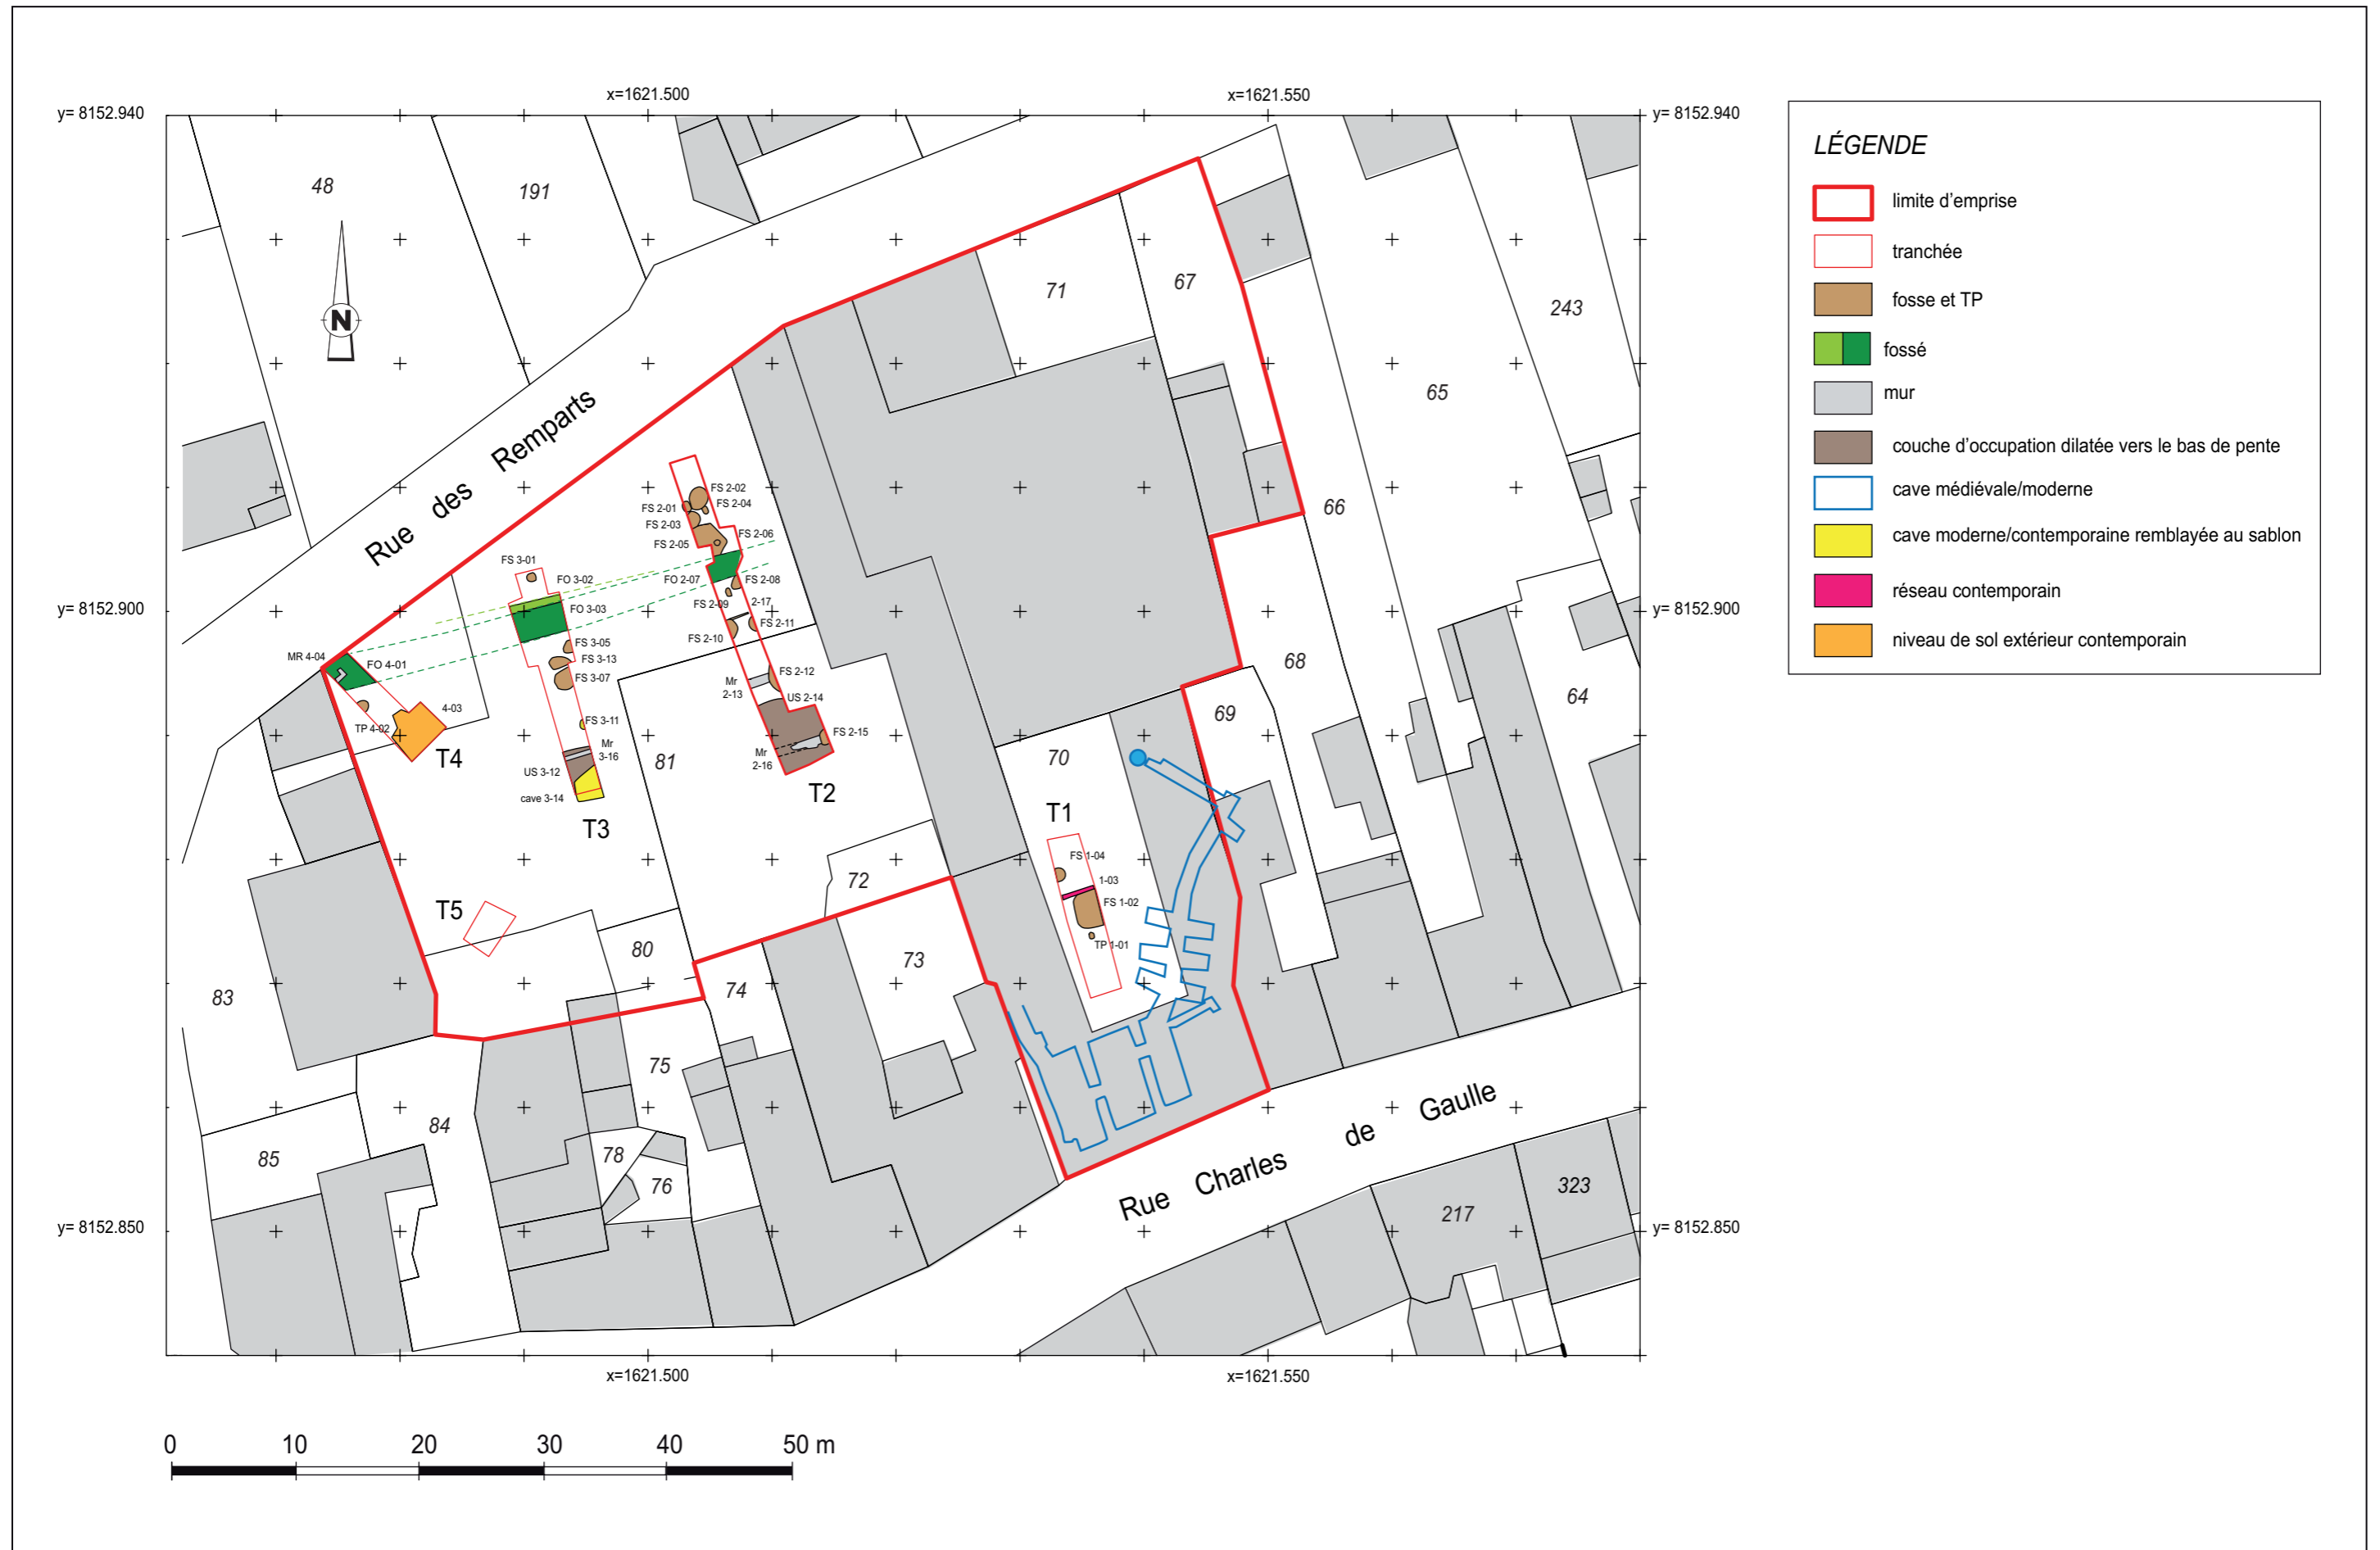 x=1621.500
x=1621.550
y= 8152.940
y= 8152.940
48
191
N
71
67
65
243
66
68
64
69
70
Rue des Remparts
FS 2-02
FS 2-04
FS 2-01
FS 2-03
FS 2-05
FS 2-06
FO 2-07
FS 2-08
FS 2-09
2-17
FS 2-10
FS 2-11
FS 2-12
Mr
2-13
US 2-14
FS 2-15
Mr
2-16
T2
FS 3-01
FO 3-02
FO 3-03
FS 3-05
FS 3-13
FS 3-07
FS 3-11
Mr
3-16
US 3-12
cave 3-14
T3
MR 4-04
FO 4-01
TP 4-02
4-03
T4
y= 8152.900
y= 8152.900
81
T1
FS 1-04
1-03
FS 1-02
TP 1-01
T5
72
73
80
74
83
75
84
85
78
76
217
323
Rue Charles de Gaulle
y= 8152.850
y= 8152.850
x=1621.500
x=1621.550
0 10 20 30 40 50 m
LÉGENDE
limite d'emprise
tranchée
fosse et TP
fossé
mur
couche d'occupation dilatée vers le bas de pente
cave médiévale/moderne
cave moderne/contemporaine remblayée au sablon
réseau contemporain
niveau de sol extérieur contemporain